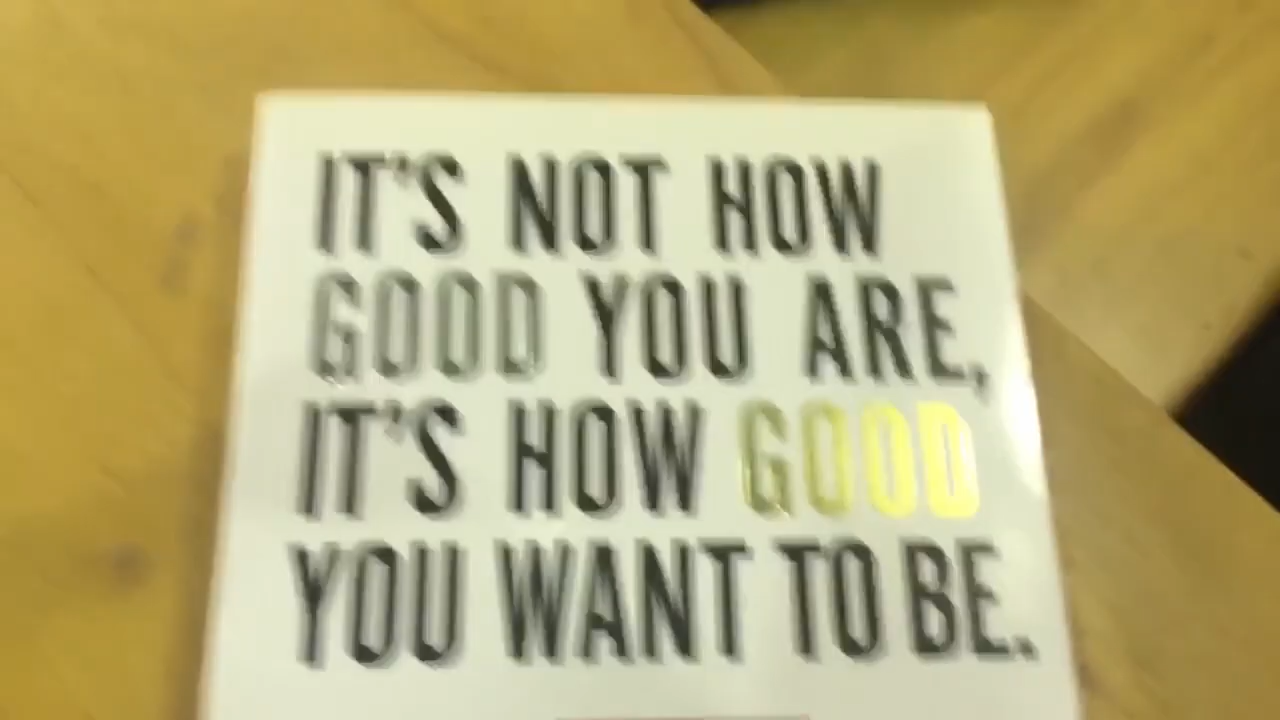 IT'S NOT HOW
GOOD YOU ARE,
IT'S HOW GOOD
YOU WANT TO BE.